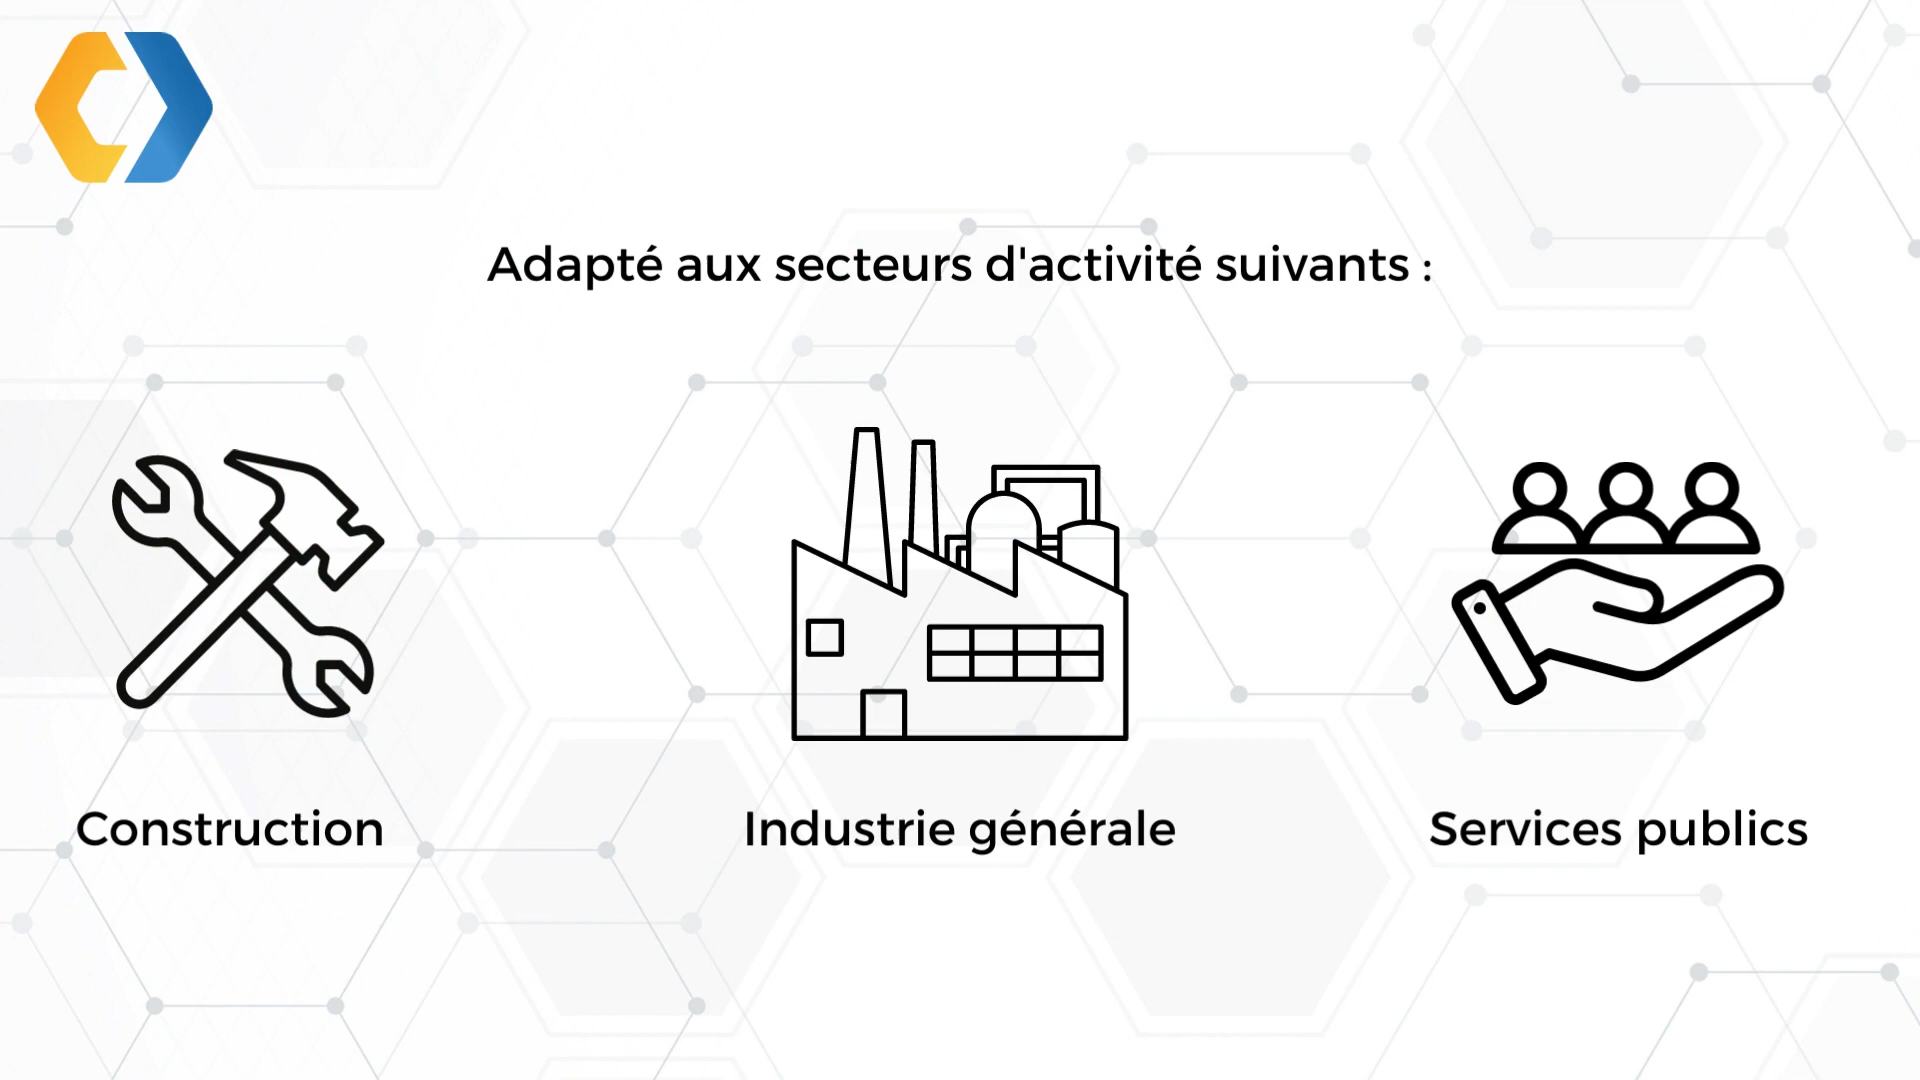 Adapté aux secteurs d'activité suivants :
Construction
Industrie générale
Services publics